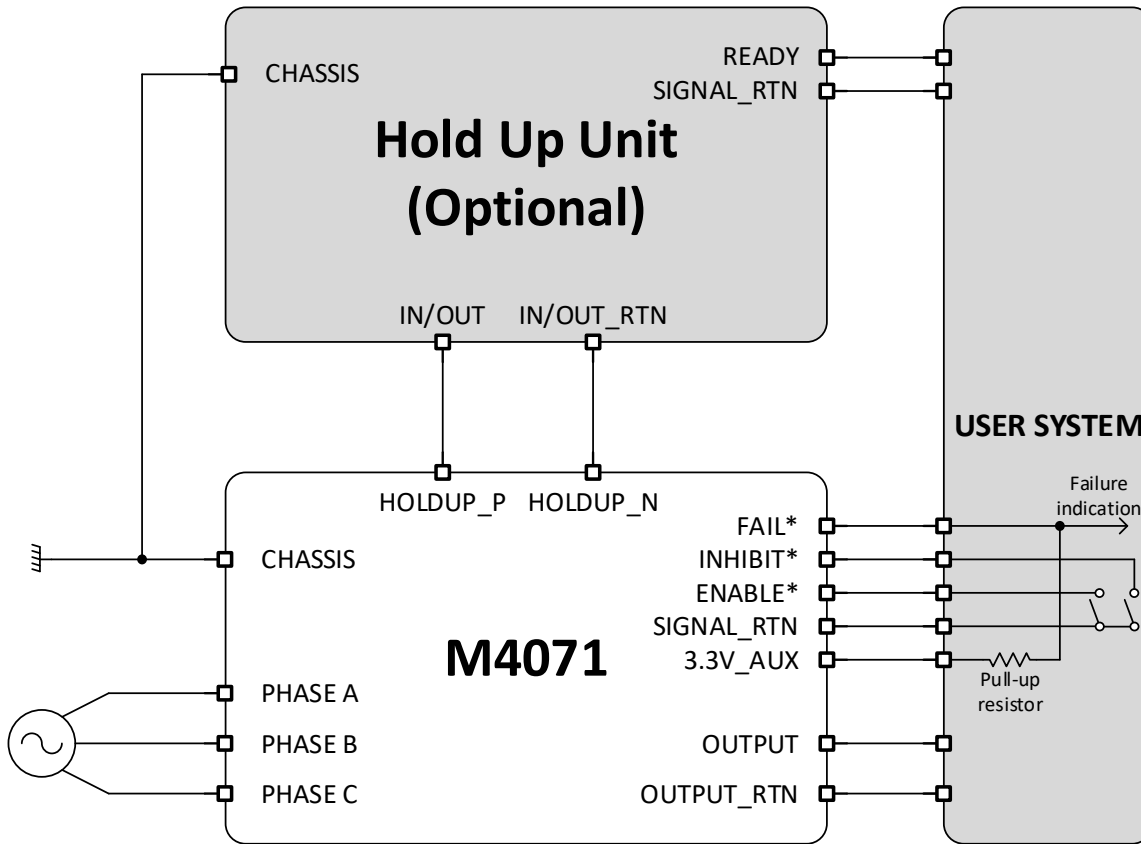 CHASSIS
READY
SIGNAL_RTN
Hold Up Unit
(Optional)
IN/OUT
IN/OUT_RTN
USER SYSTEM
HOLDUP_P
HOLDUP_N
Failure
indication
FAIL*
INHIBIT*
ENABLE*
SIGNAL_RTN
3.3V_AUX
Pull-up
resistor
CHASSIS
M4071
PHASE A
PHASE B
PHASE C
OUTPUT
OUTPUT_RTN